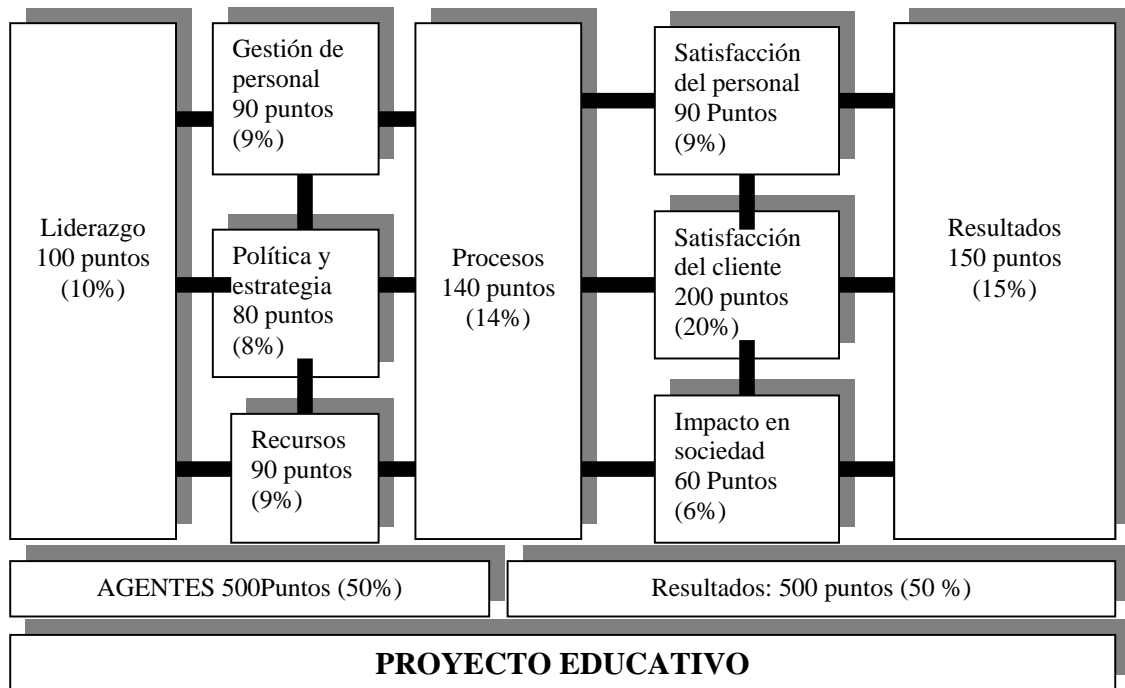 Liderazgo
100 puntos
(10%)
Gestión de
personal
90 puntos
(9%)
Política y
estrategia
80 puntos
(8%)
Recursos
90 puntos
(9%)
Procesos
140 puntos
(14%)
Satisfacción
del personal
90 Puntos
(9%)
Satisfacción
del cliente
200 puntos
(20%)
Impacto en
sociedad
60 Puntos
(6%)
Resultados
150 puntos
(15%)
AGENTES 500Puntos (50%)
Resultados: 500 puntos (50 %)
PROYECTO EDUCATIVO